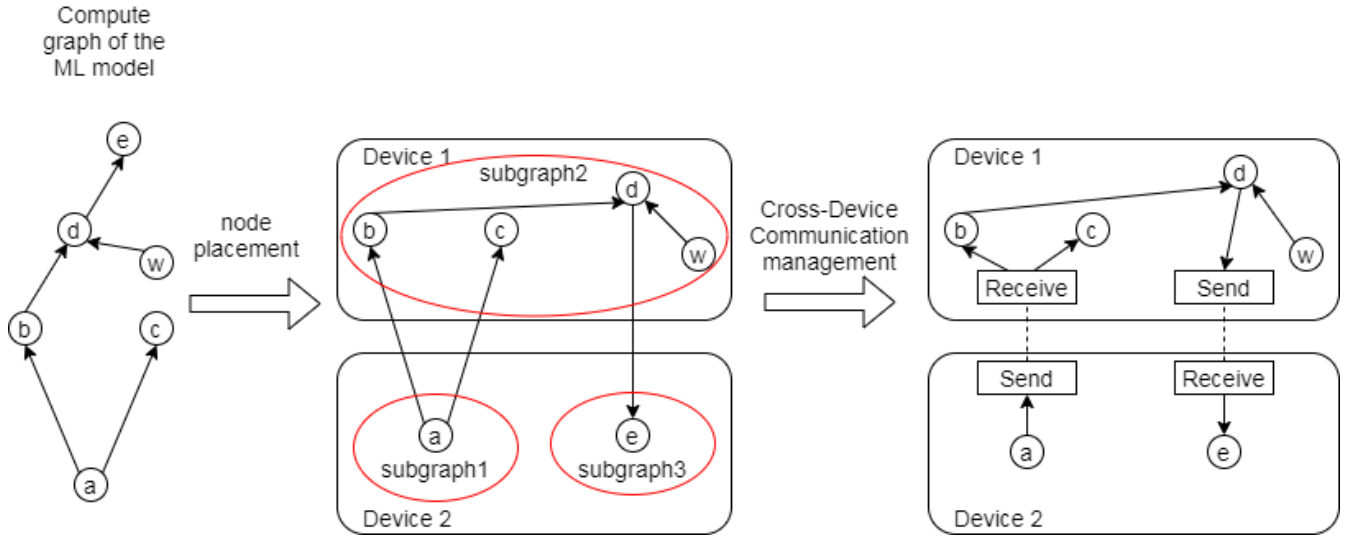 Compute
graph of the
ML model
e
d
w
b
c
a
node
placement
Device 1
subgraph2
d
b
c
w
a
subgraph1
e
subgraph3
Device 2
Cross-Device
Communication
management
Device 1
d
b
c
w
Receive
Send
Send
Receive
a
e
Device 2